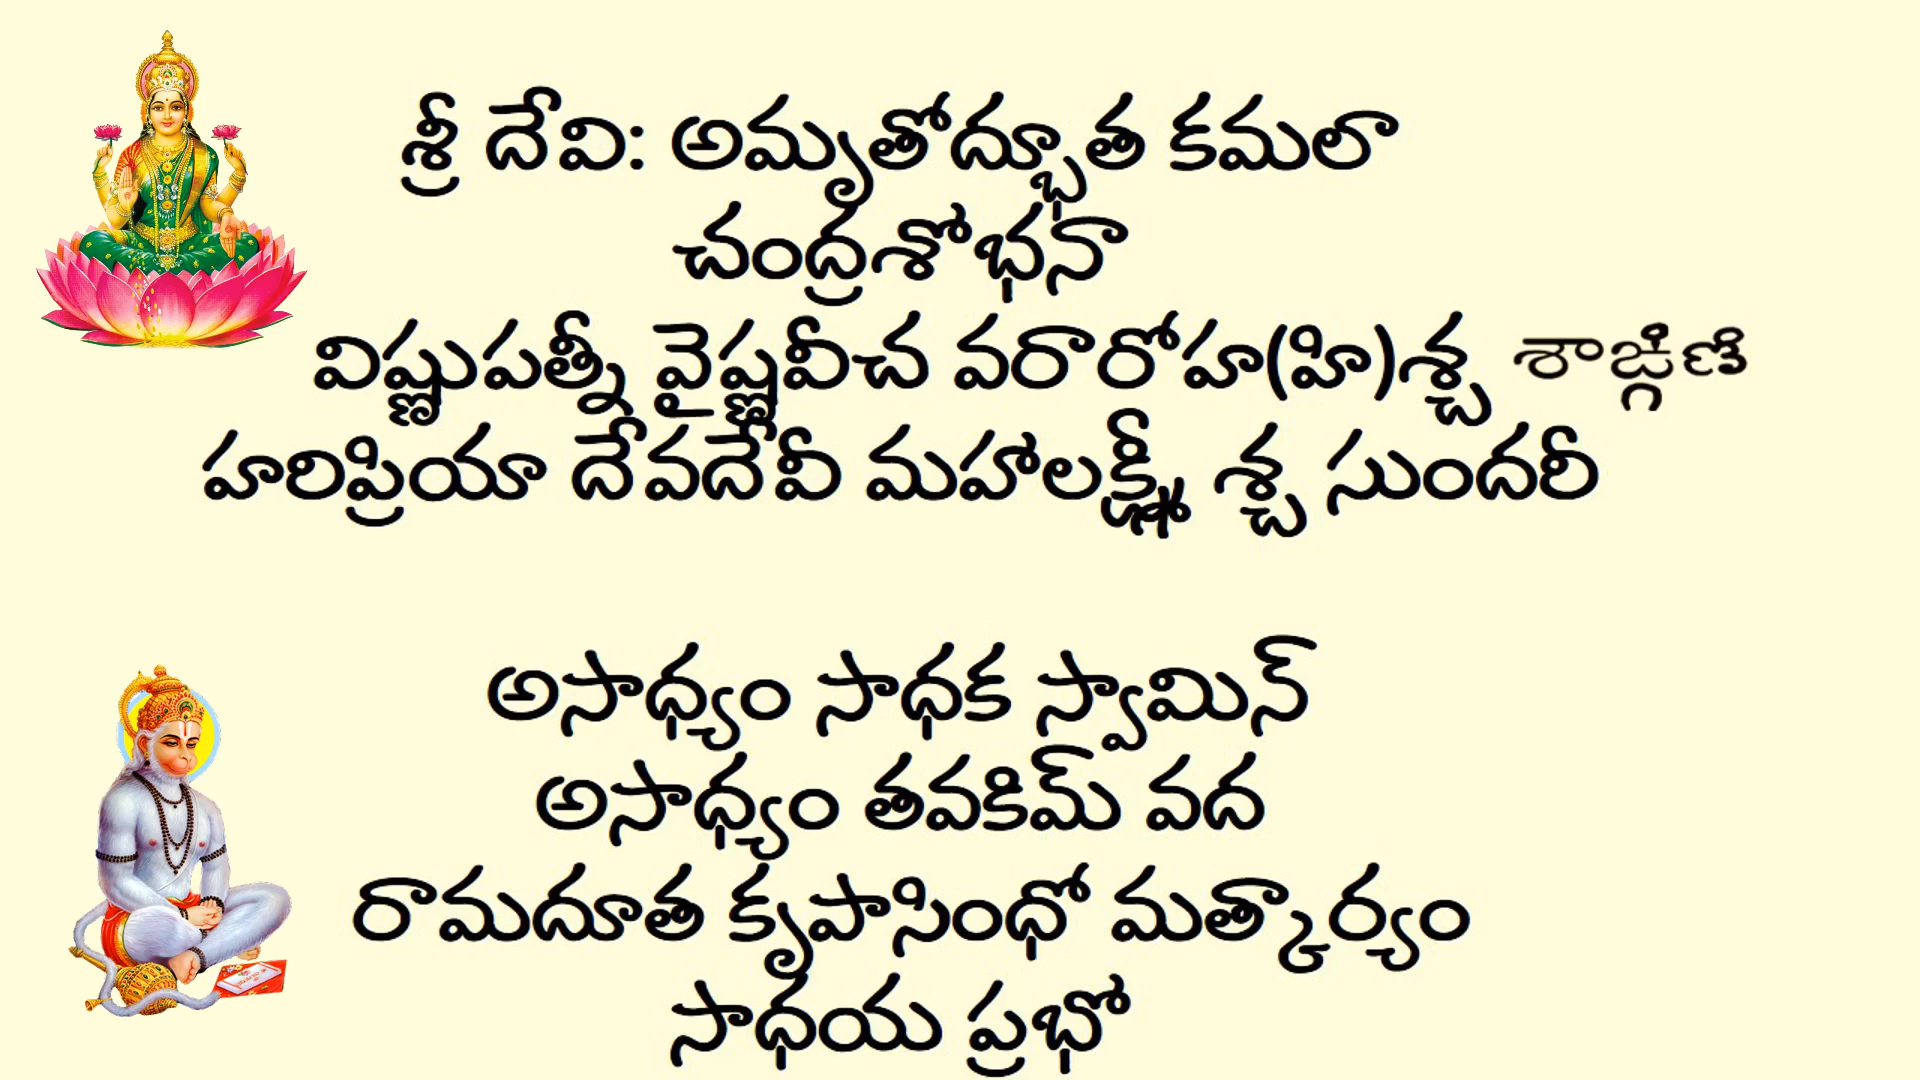 శ్రీ దేవి: అమృతోద్భూత కమలా
చంద్రశోభనా
విష్ణుపత్నీ వైష్ణవీచ వరారోహ(హి)శ్చ శాఙ్గిణి
హరిప్రియా దేవదేవీ మహాలక్ష్మీ శ్చ సుందరీ
అసాధ్యం సాధక స్వామిన్
అసాధ్యం తవకిమ్ వద
రామదూత కృపాసింధో మత్కార్యం
సాధయ ప్రభో